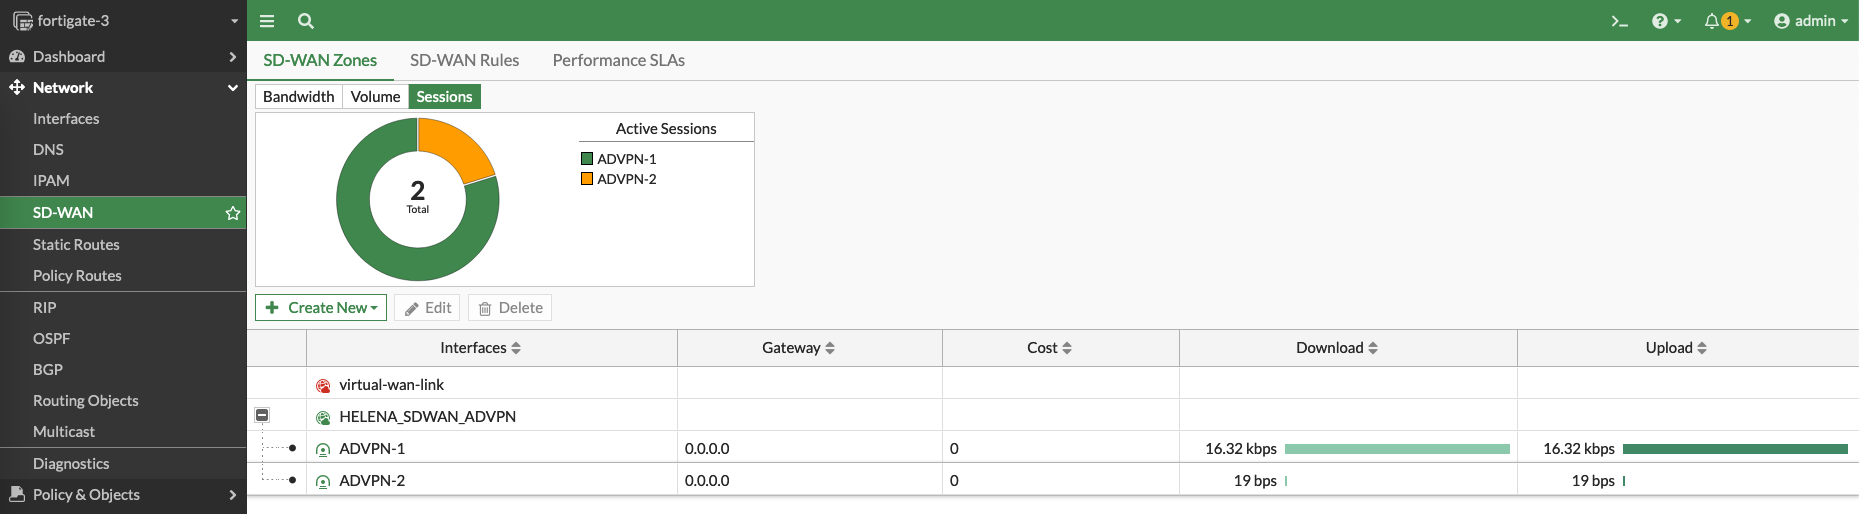 fortigate-3
1
admin
Dashboard
Network
Interfaces
DNS
IPAM
SD-WAN
Static Routes
Policy Routes
RIP
OSPF
BGP
Routing Objects
Multicast
Diagnostics
Policy & Objects
SD-WAN Zones SD-WAN Rules Performance SLAs
Bandwidth Volume Sessions
2
Total
Active Sessions
ADVPN-1
ADVPN-2
Create New Edit Delete
Interfaces Gateway Cost Download Upload
virtual-wan-link
HELENA_SDWAN_ADVPN
ADVPN-1 0.0.0.0 0 16.32 kbps 16.32 kbps
ADVPN-2 0.0.0.0 0 19 bps 19 bps